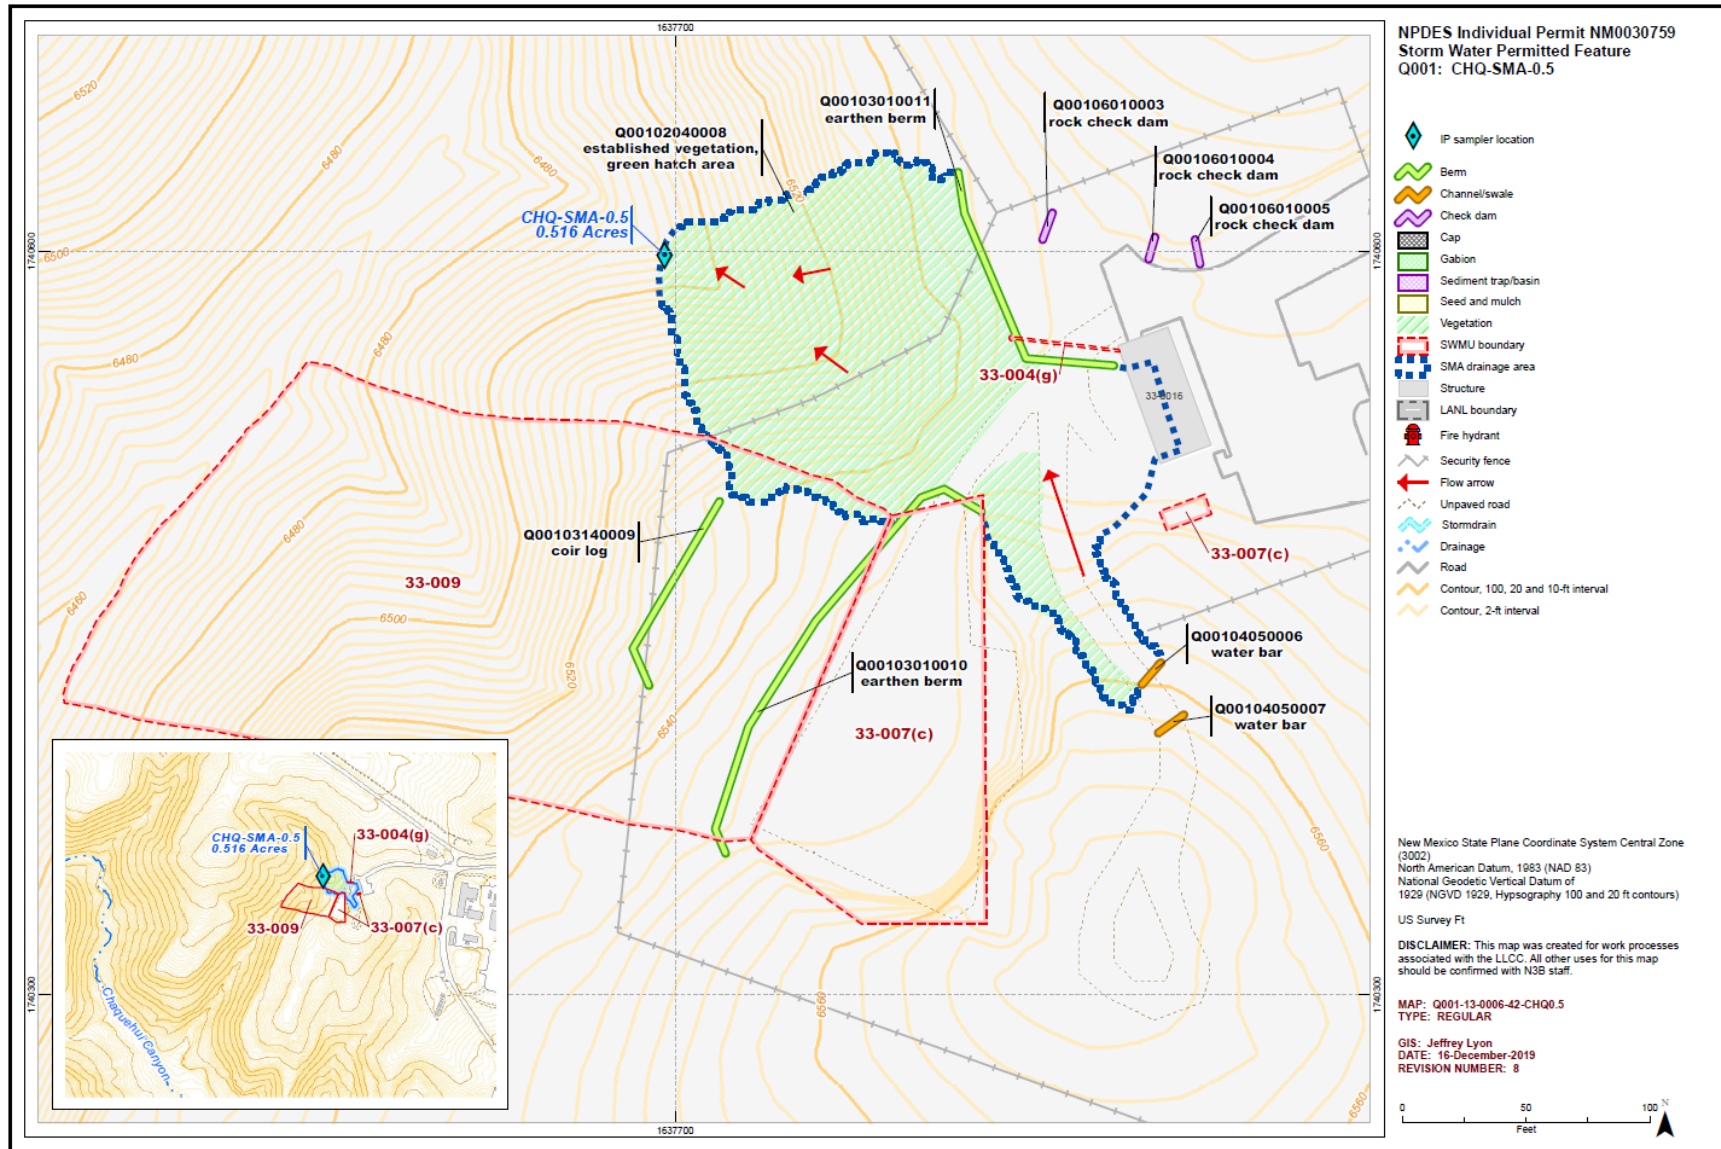 NPDES Individual Permit NM0030759
Storm Water Permitted Feature
Q001: CHQ-SMA-0.5
1637700
6520
6480
6500
6480
6480
6480
6460
6500
6520
6540
6520
6560
6560
6560
1740600
1740600
1740300
1740300
1637700
Q00103010011
earthen berm
Q00102040008
established vegetation,
green hatch area
Q00106010003
rock check dam
Q00106010004
rock check dam
Q00106010005
rock check dam
CHQ-SMA-0.5
0.516 Acres
33-004(g)
33-0016
Q00103140009
coir log
33-009
33-007(c)
Q00104050006
water bar
Q00103010010
earthen berm
Q00104050007
water bar
33-007(c)
CHQ-SMA-0.5
0.516 Acres
33-004(g)
33-009
33-007(c)
Chaquehui Canyon
IP sampler location
Berm
Channel/swale
Check dam
Cap
Gabion
Sediment trap/basin
Seed and mulch
Vegetation
SWMU boundary
SMA drainage area
Structure
LANL boundary
Fire hydrant
Security fence
Flow arrow
Unpaved road
Stormdrain
Drainage
Road
Contour, 100, 20 and 10-ft interval
Contour, 2-ft interval
New Mexico State Plane Coordinate System Central Zone
(3002)
North American Datum, 1983 (NAD 83)
National Geodetic Vertical Datum of
1929 (NGVD 1929, Hypsography 100 and 20 ft contours)
US Survey Ft
DISCLAIMER: This map was created for work processes
associated with the LLCC. All other uses for this map
should be confirmed with N3B staff.
MAP: Q001-13-0006-42-CHQ0.5
TYPE: REGULAR
GIS: Jeffrey Lyon
DATE: 16-December-2019
REVISION NUMBER: 8
0 50 100
Feet
N